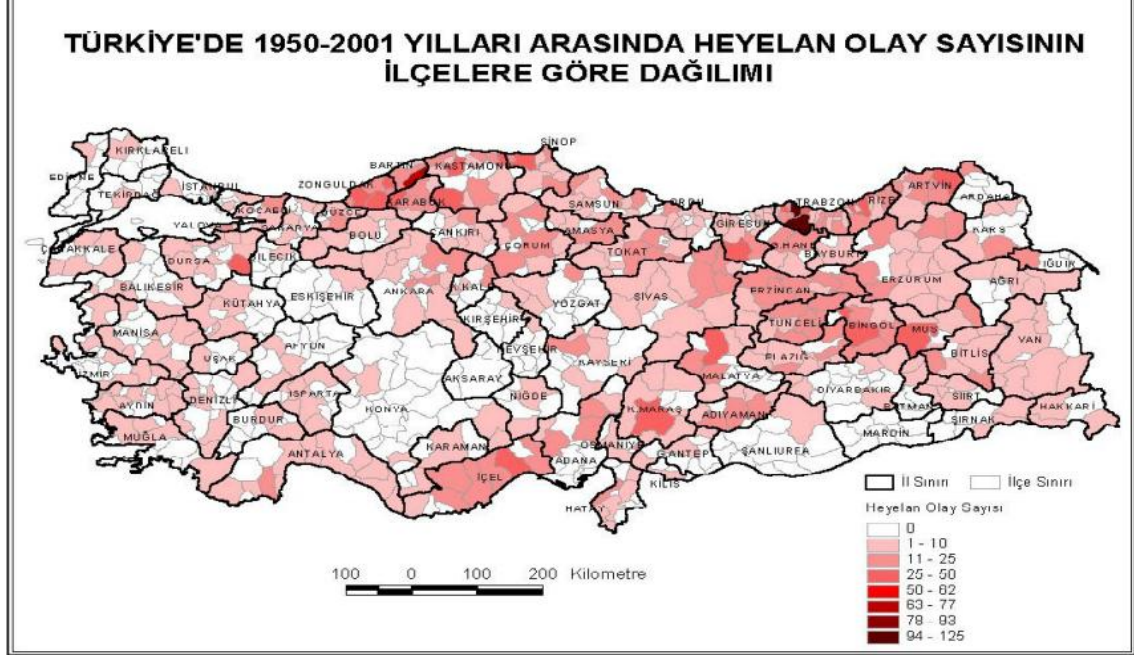 TÜRKİYE'DE 1950-2001 YILLARI ARASINDA HEYELAN OLAY SAYISININ
İLÇELERE GÖRE DAĞILIMI
SİNOP
KIRKLARELİ
BARTIN
KASTAMONU
EDİRNE
TEKİRDAĞ
İSTANBUL
ZONGULDAK
KARABÜK
ARTVİN
ARDAHAN
KOCAELİ
DÜZCE
SAMSUN
ORDU
TRABZON
RİZE
YALOVA
SAKARYA
BOLU
ÇANKIRI
AMASYA
GİRESUN
KARS
ÇANAKKALE
BURSA
BİLECİK
ÇORUM
TOKAT
G.HANE
BAYBURT
IĞDIR
BALIKESİR
ESKİŞEHİR
ANKARA
K.KALE
YOZGAT
SİVAS
ERZİNCAN
ERZURUM
AĞRI
KÜTAHYA
KIRŞEHİR
TUNCELİ
BİNGÖL
MUŞ
MANİSA
UŞAK
AFYON
NEVŞEHİR
KAYSERİ
ELAZIĞ
BİTLİS
VAN
İZMİR
AKSARAY
MALATYA
DİYARBAKIR
SİİRT
AYDIN
DENİZLİ
ISPARTA
KONYA
NİĞDE
K.MARAŞ
ADIYAMAN
BATMAN
ŞIRNAK
HAKKARİ
MUĞLA
BURDUR
ANTALYA
KARAMAN
OSMANİYE
MARDİN
İÇEL
ADANA
GANTEP
ŞANLIURFA
KİLİS
HATAY
İl Sınırı
İlçe Sınırı
Heyelan Olay Sayısı
0
1 - 10
11 - 25
25 - 50
50 - 62
63 - 77
78 - 93
94 - 125
100 0 100 200 Kilometre